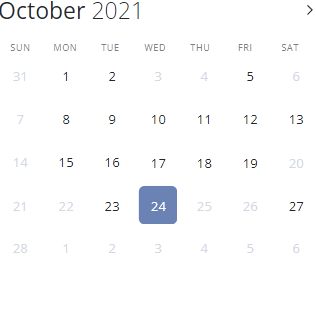 October 2021
SUN MON TUE WED THU FRI SAT
31 1 2 3 4 5 6
7 8 9 10 11 12 13
14 15 16 17 18 19 20
21 22 23 24 25 26 27
28 1 2 3 4 5 6